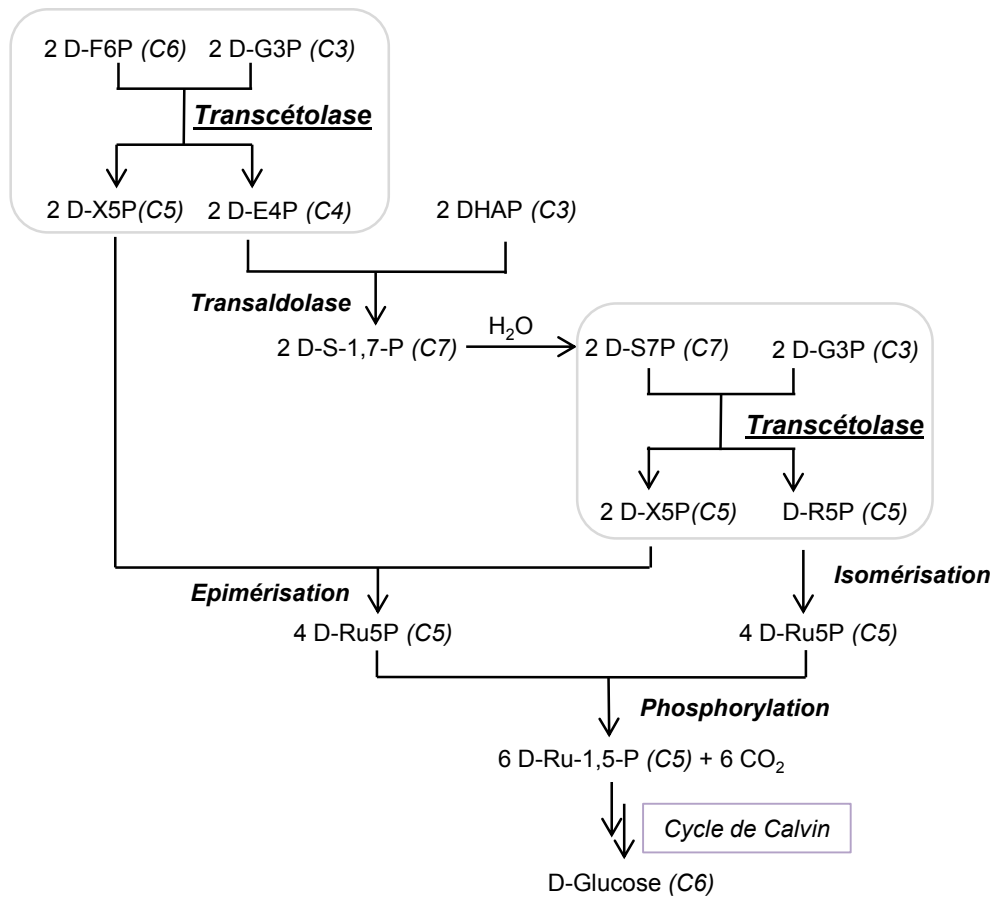 2 D-F6P (C6) 2 D-G3P (C3)
Transcétolase
2 D-X5P(C5) 2 D-E4P (C4) 2 DHAP (C3)
Transaldolase
2 D-S-1,7-P (C7) H₂O 2 D-S7P (C7) 2 D-G3P (C3)
Transcétolase
2 D-X5P(C5) D-R5P (C5)
Epimérisation Isomérisation
4 D-Ru5P (C5) 4 D-Ru5P (C5)
Phosphorylation
6 D-Ru-1,5-P (C5) + 6 CO₂
Cycle de Calvin
D-Glucose (C6)